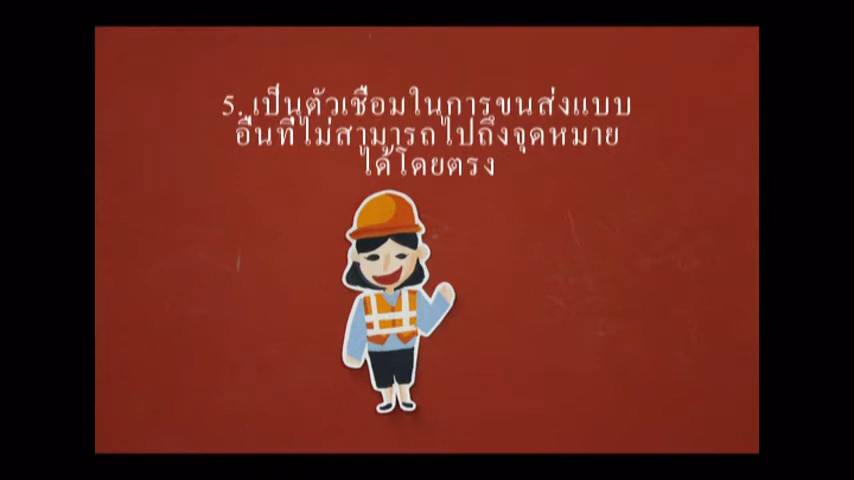 5. เป็นตัวเชื่อมในการขนส่งแบบ
อื่นที่ไม่สามารถไปถึงจุดหมาย
ได้โดยตรง